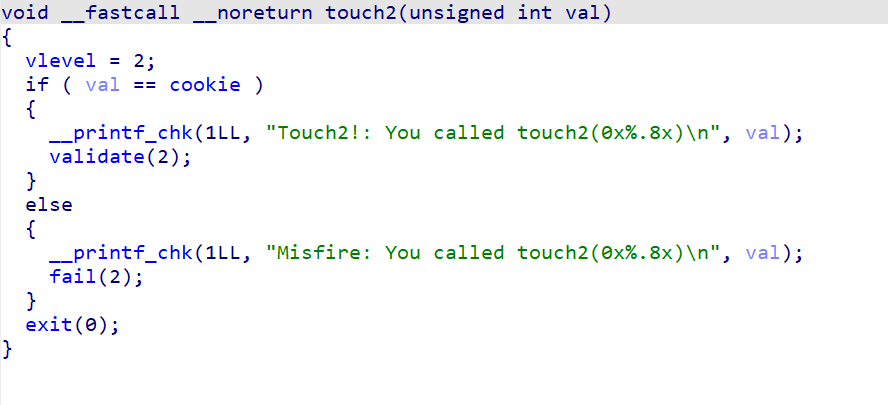 void __fastcall __noreturn touch2(unsigned int val)
{
  vlevel = 2;
  if ( val == cookie )
  {
    __printf_chk(1LL, "Touch2!: You called touch2(0x%.8x)\n", val);
    validate(2);
  }
  else
  {
    __printf_chk(1LL, "Misfire: You called touch2(0x%.8x)\n", val);
    fail(2);
  }
  exit(0);
}